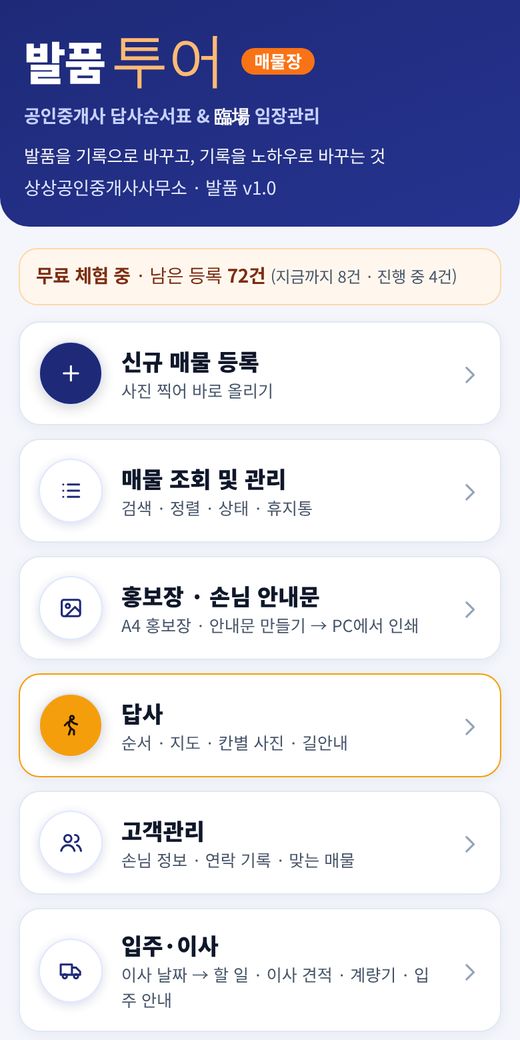 발품 투어 매물장
공인중개사 답사순서표 & 臨場 임장관리
발품을 기록으로 바꾸고, 기록을 노하우로 바꾸는 것
상상공인중개사사무소 · 발품 v1.0
무료 체험 중 · 남은 등록 72건 (지금까지 8건 · 진행 중 4건)
신규 매물 등록
사진 찍어 바로 올리기
매물 조회 및 관리
검색 · 정렬 · 상태 · 휴지통
홍보장 · 손님 안내문
A4 홍보장 · 안내문 만들기 → PC에서 인쇄
답사
순서 · 지도 · 칸별 사진 · 길안내
고객관리
손님 정보 · 연락 기록 · 맞는 매물
입주·이사
이사 날짜 → 할 일 · 이사 견적 · 계량기 · 입
주 안내